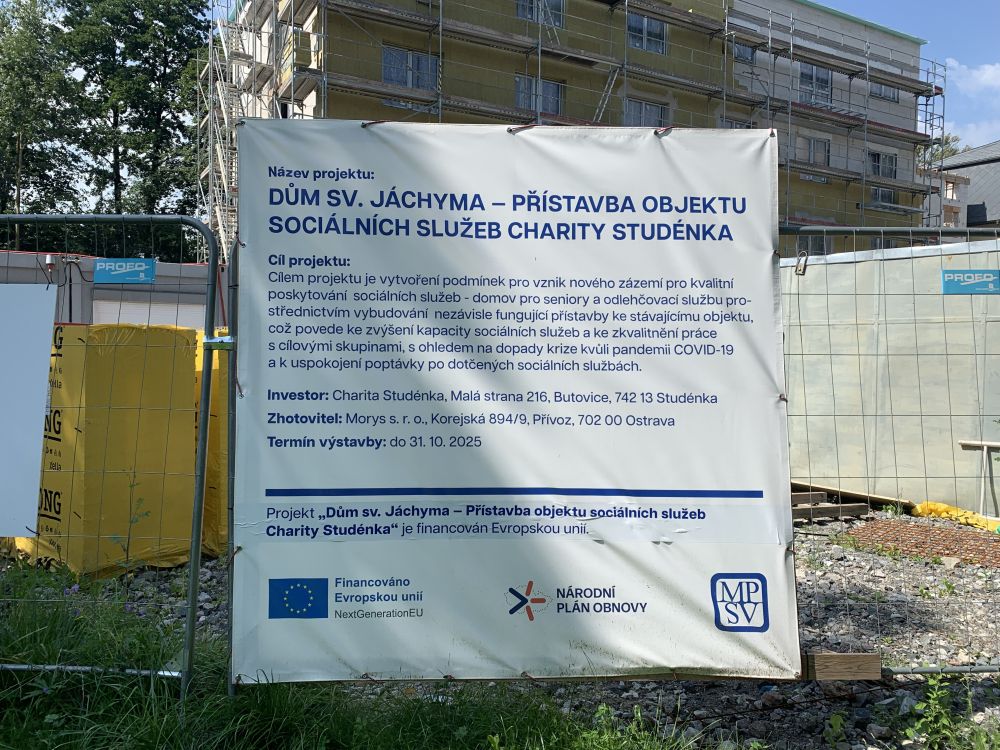 Název projektu:
DŮM SV. JÁCHYMA – PŘÍSTAVBA OBJEKTU
SOCIÁLNÍCH SLUŽEB CHARITY STUDÉNKA
Cíl projektu:
Cílem projektu je vytvoření podmínek pro vznik nového zázemí pro kvalitní
poskytování sociálních služeb - domov pro seniory a odlehčovací službu pro-
střednictvím vybudování nezávisle fungující přístavby ke stávajícímu objektu,
což povede ke zvýšení kapacity sociálních služeb a ke zkvalitnění práce
s cílovými skupinami, s ohledem na dopady krize kvůli pandemii COVID-19
a k uspokojení poptávky po dotčených sociálních službách.
Investor: Charita Studénka, Malá strana 216, Butovice, 742 13 Studénka
Zhotovitel: Morys s. r. o., Korejská 894/9, Přívoz, 702 00 Ostrava
Termín výstavby: do 31. 10. 2025
Projekt „Dům sv. Jáchyma – Přístavba objektu sociálních služeb
Charity Studénka“ je financován Evropskou unií.
Financováno
Evropskou unií
NextGenerationEU
NÁRODNÍ
PLÁN OBNOVY
MP
SV
PROEO
PROEO